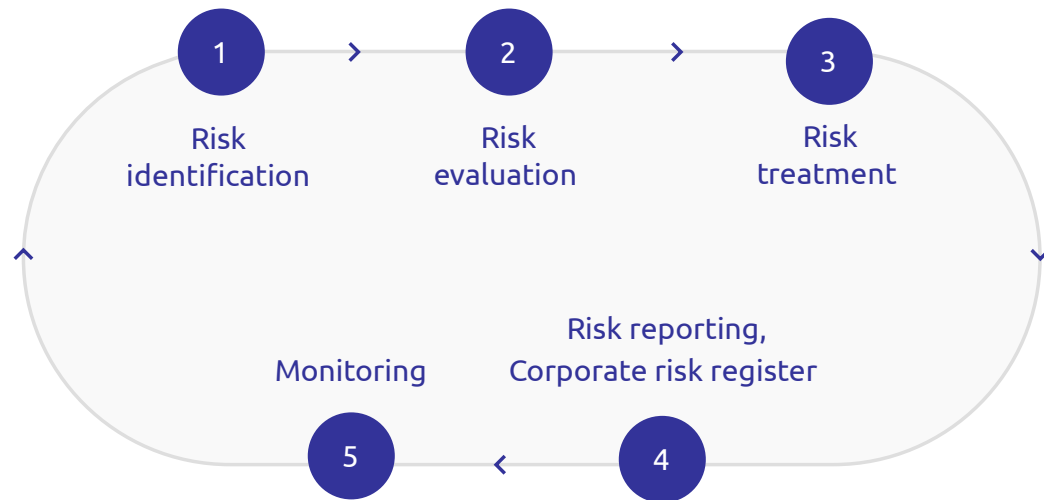 1
2
3
Risk
identification
Risk
evaluation
Risk
treatment
Risk reporting,
Corporate risk register
Monitoring
5
4